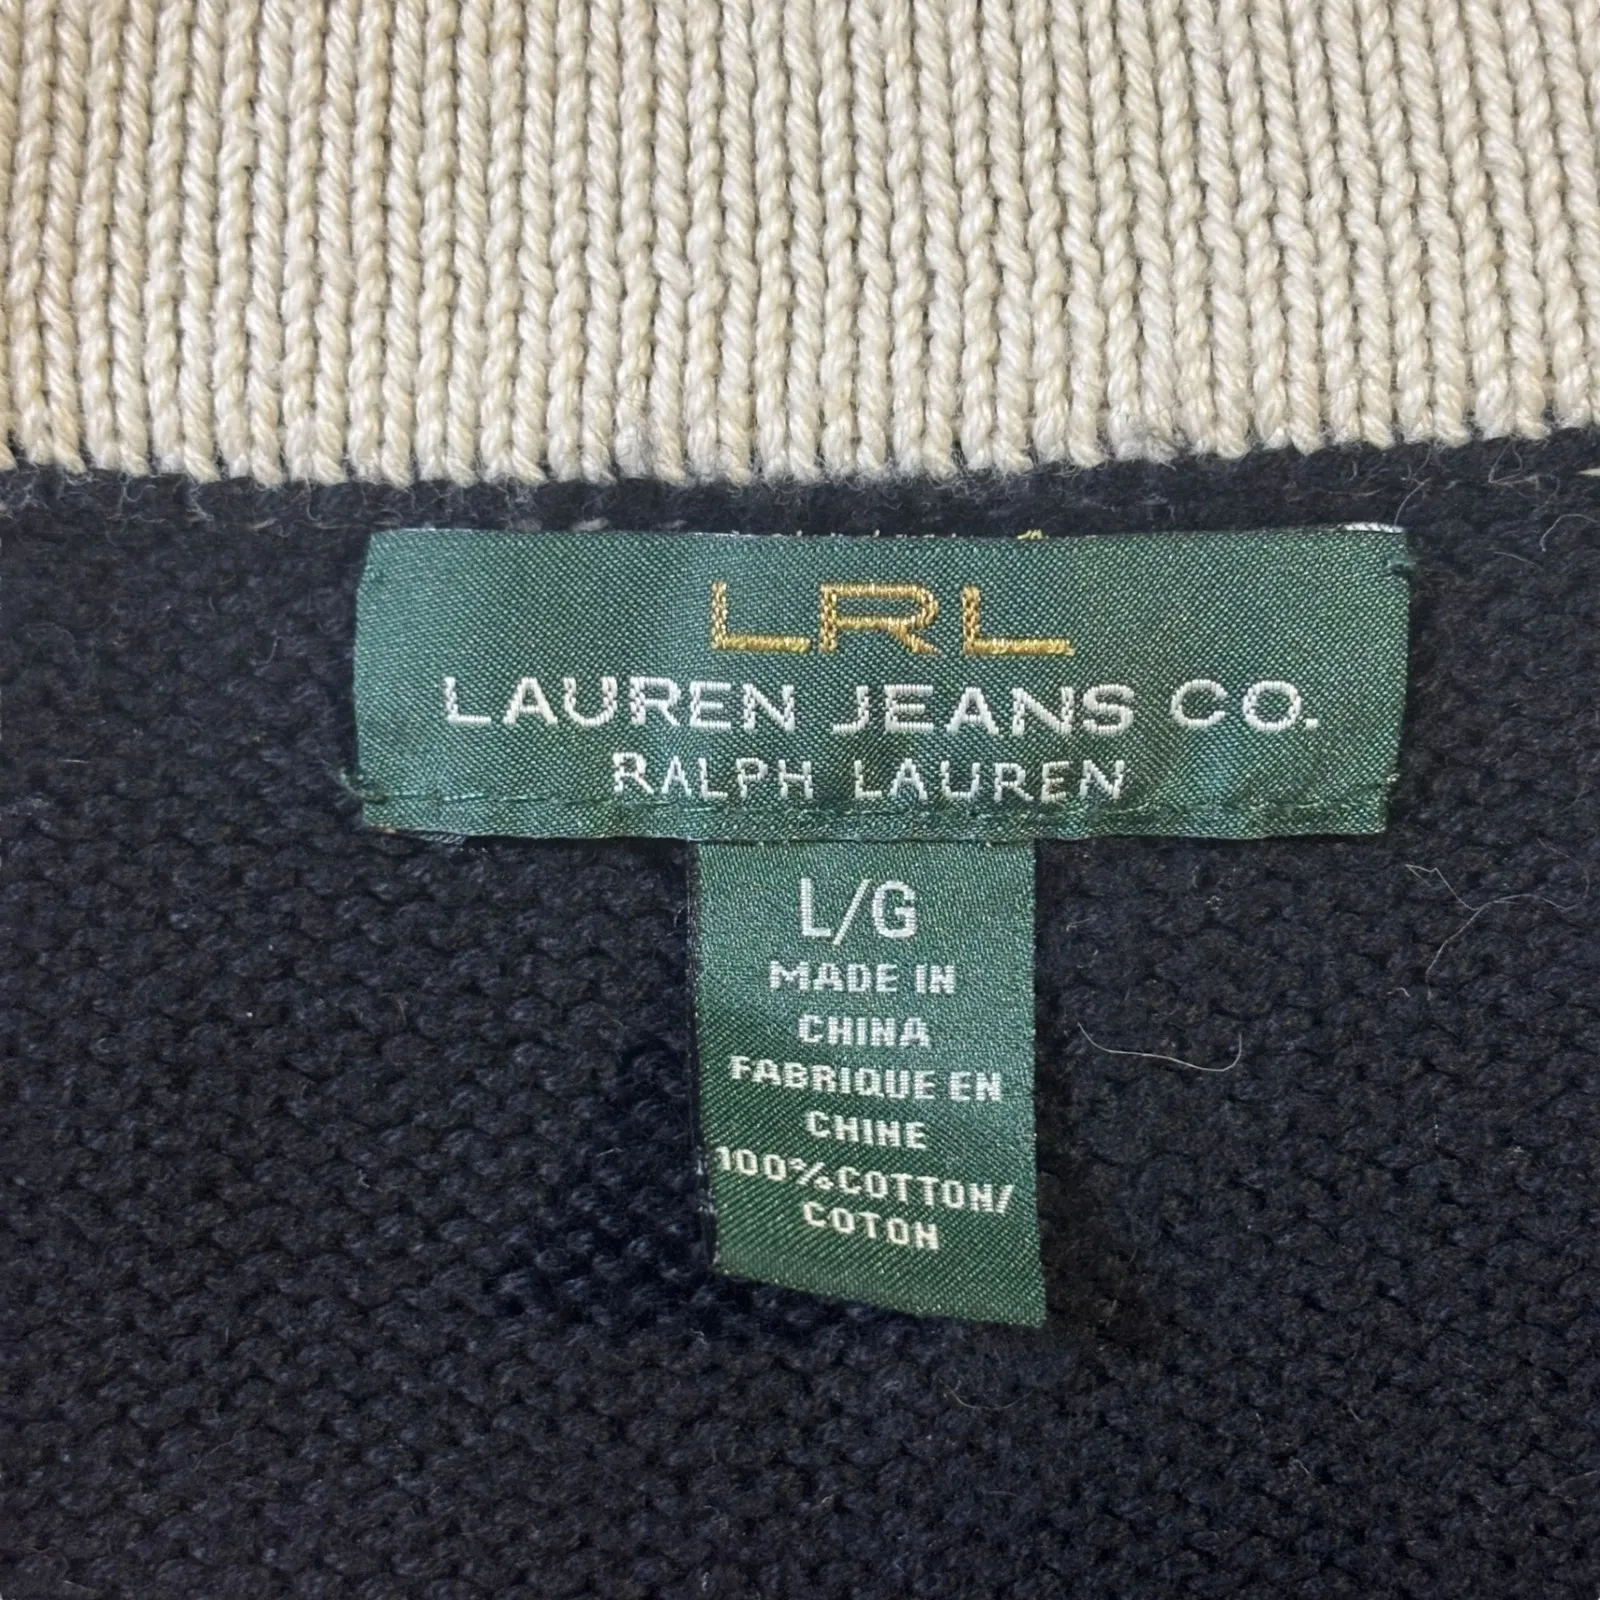 LRL
LAUREN JEANS CO.
RALPH LAUREN
L/G
MADE IN
CHINA
FABRIQUE EN
CHINE
100%COTTON/
COTON